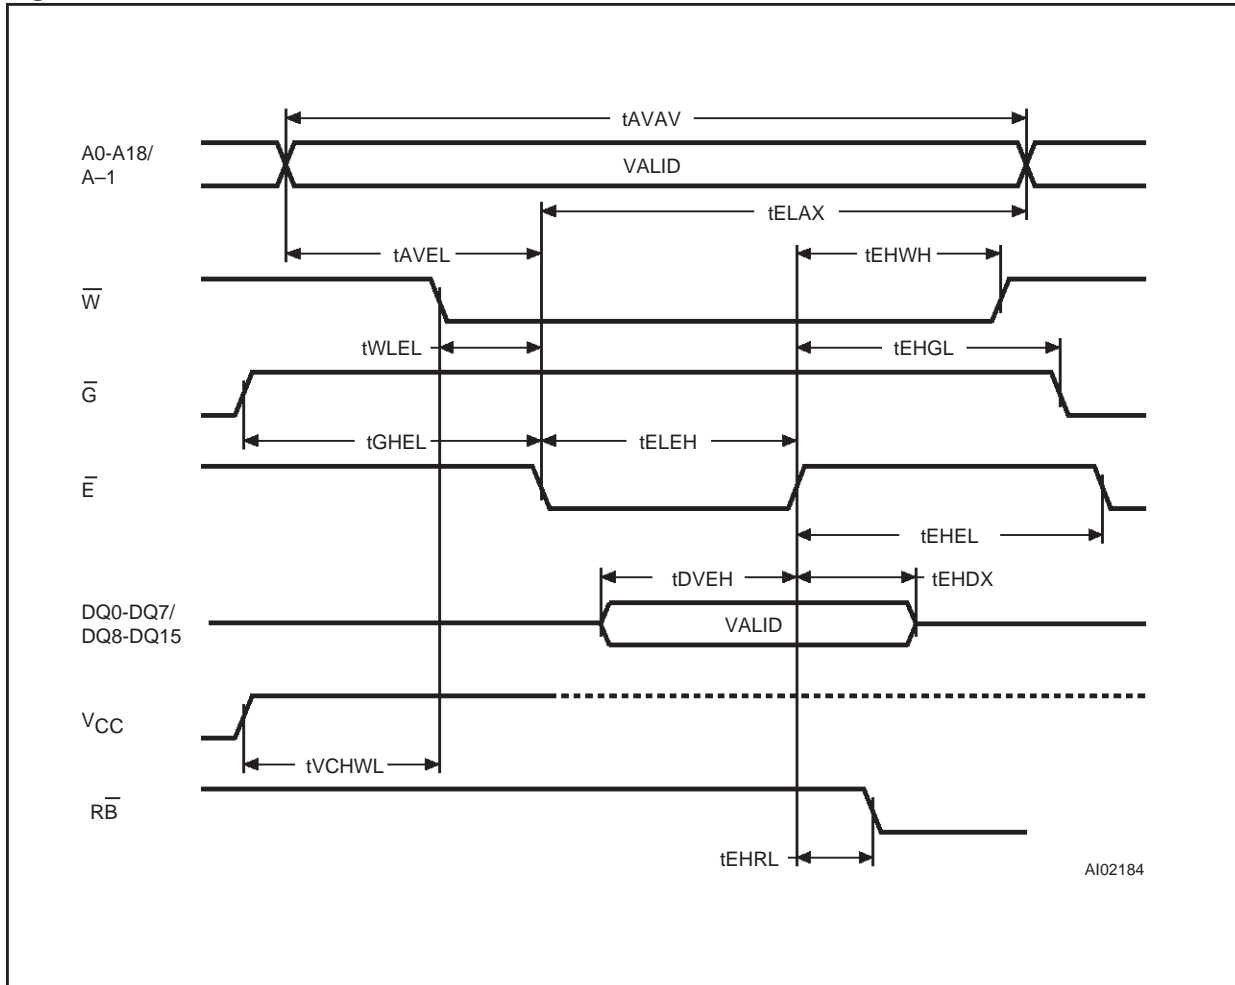 tAVAV
A0-A18/
A–1
VALID
tELAX
tAVEL
tEHWH
W̅
tWLEL
tEHGL
G̅
tGHEL
tELEH
E̅
tEHEL
tDVEH
tEHDX
DQ0-DQ7/
DQ8-DQ15
VALID
VCC
tVCHWL
RB̅
tEHRL
AI02184